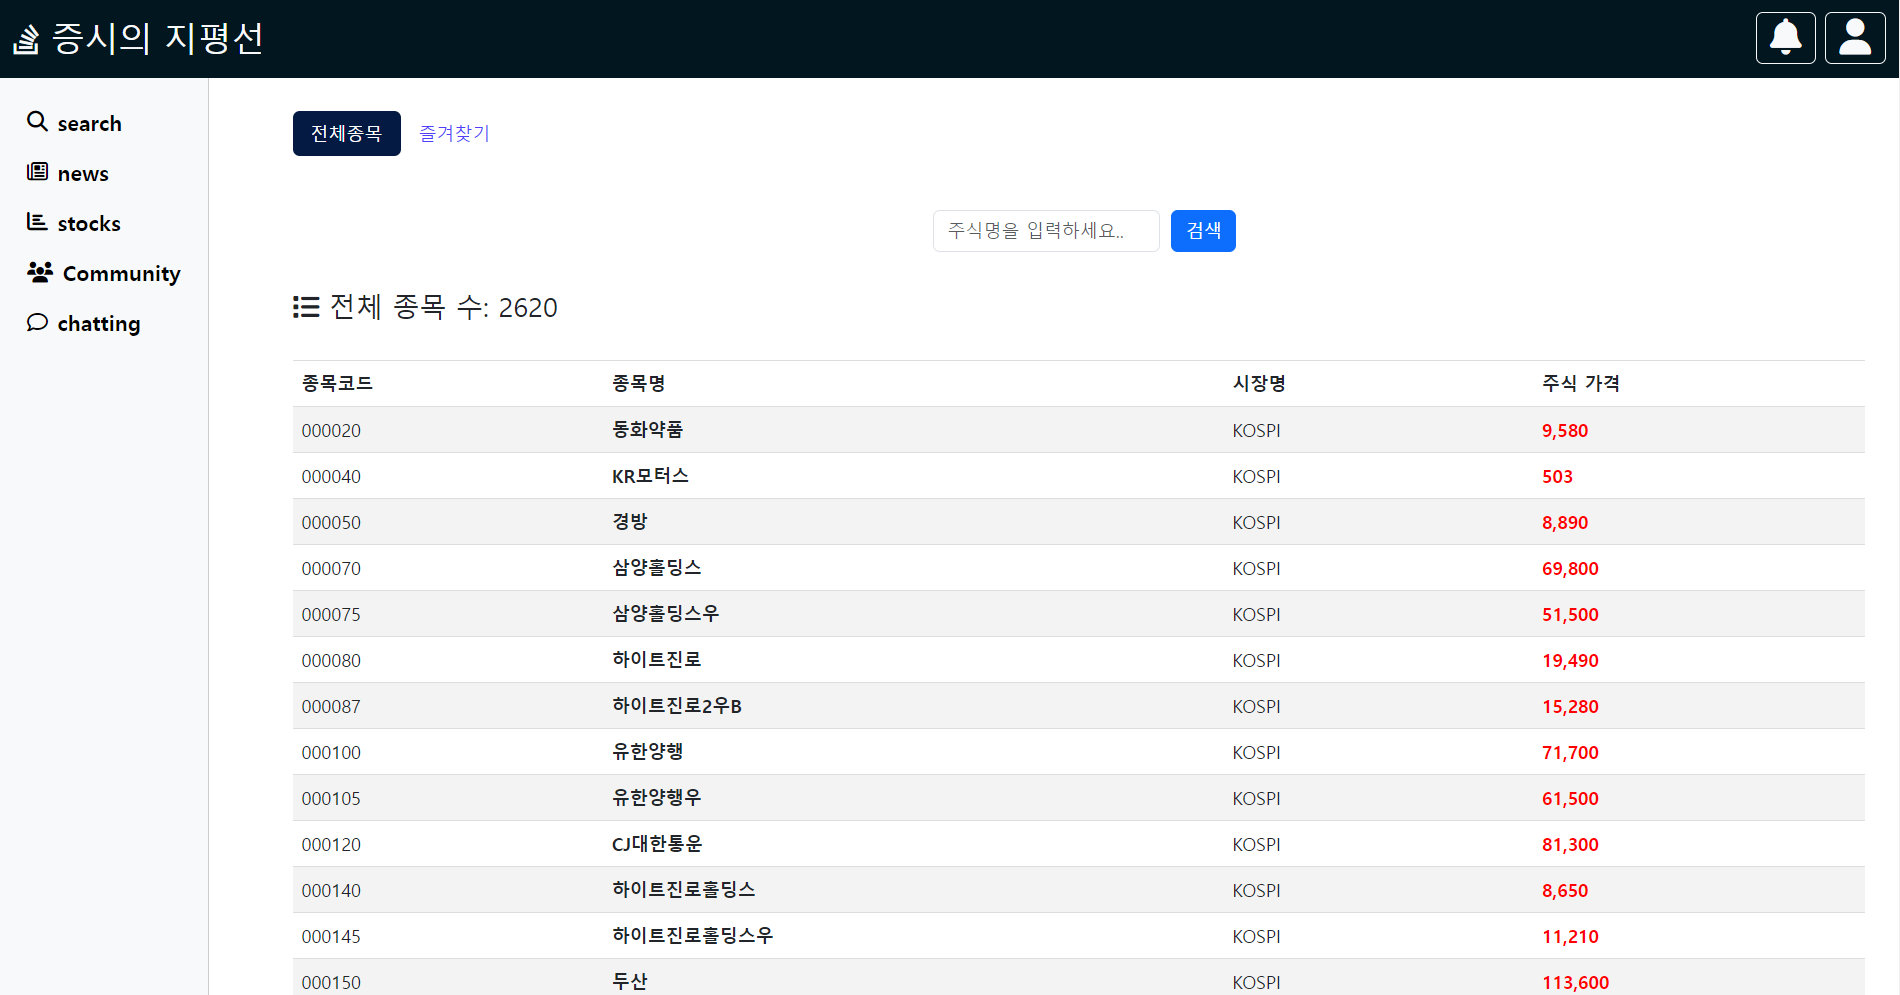 증시의 지평선
search
news
stocks
Community
chatting
전체종목 즐겨찾기
주식명을 입력하세요.. 검색
전체 종목 수: 2620
종목코드 종목명 시장명 주식 가격
000020 동화약품 KOSPI 9,580
000040 KR모터스 KOSPI 503
000050 경방 KOSPI 8,890
000070 삼양홀딩스 KOSPI 69,800
000075 삼양홀딩스우 KOSPI 51,500
000080 하이트진로 KOSPI 19,490
000087 하이트진로2우B KOSPI 15,280
000100 유한양행 KOSPI 71,700
000105 유한양행우 KOSPI 61,500
000120 CJ대한통운 KOSPI 81,300
000140 하이트진로홀딩스 KOSPI 8,650
000145 하이트진로홀딩스우 KOSPI 11,210
000150 두산 KOSPI 113,600